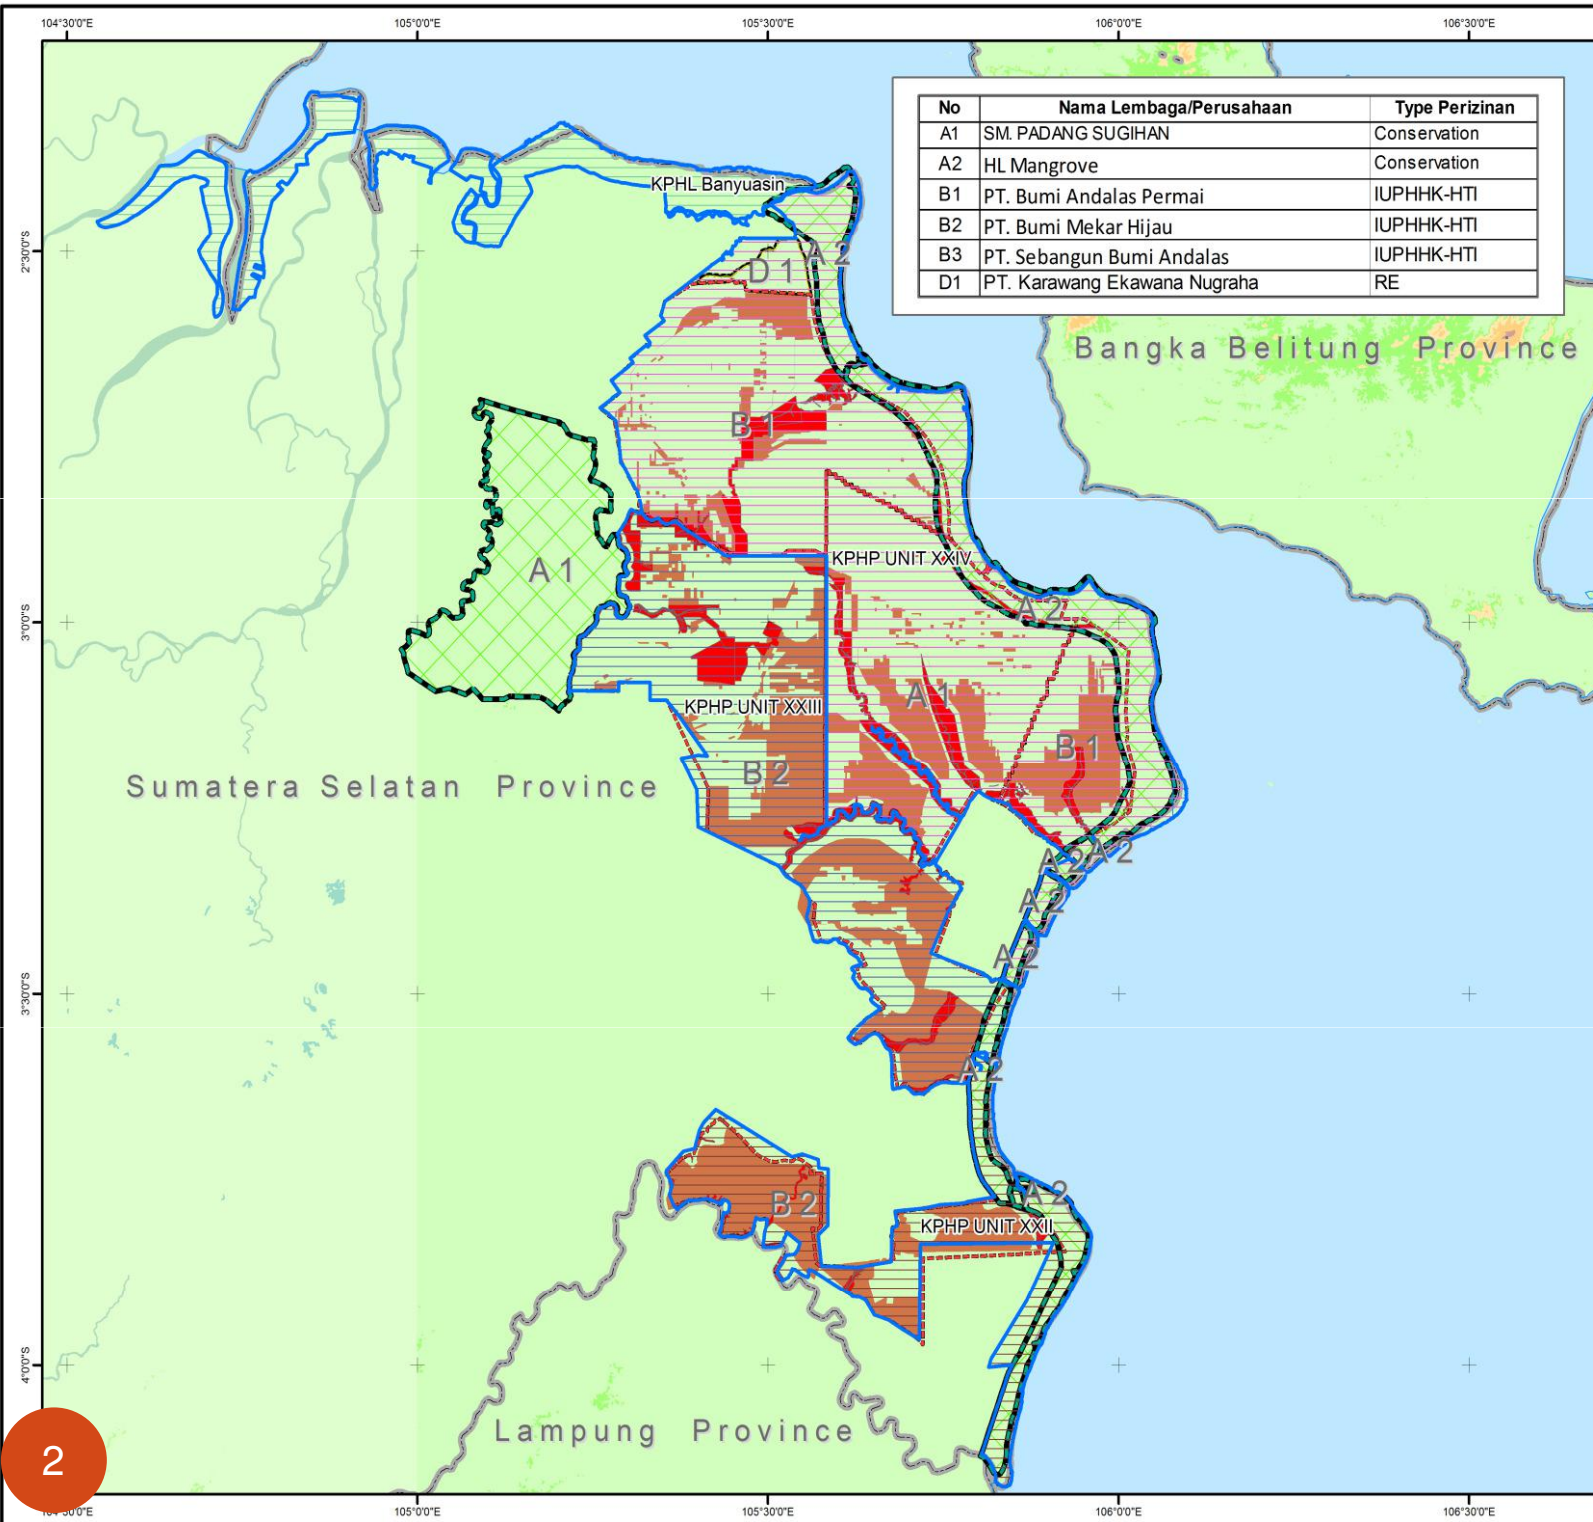 104°30'0"E 105°0'0"E 105°30'0"E 106°0'0"E 106°30'0"E
No Nama Lembaga/Perusahaan Type Perizinan
A1 SM. PADANG SUGIHAN Conservation
A2 HL Mangrove Conservation
B1 PT. Bumi Andalas Permai IUPHHK-HTI
B2 PT. Bumi Mekar Hijau IUPHHK-HTI
B3 PT. Sebangun Bumi Andalas IUPHHK-HTI
D1 PT. Karawang Ekawana Nugraha RE
KPHL Banyuasin
2°30'0"S
A 2
D 1
Bangka Belitung Province
B 1
KPHP UNIT XXIV
A 1
A 2
3°0'0"S
A 1
KPHP UNIT XXIII
B 1
B 2
Sumatera Selatan Province
A 2
A 2
A 2
A 2
3°30'0"S
A 2
A 2
B 2
KPHP UNIT XXII
4°0'0"S
Lampung Province
2
105°0'0"E 105°30'0"E 106°0'0"E 106°30'0"E